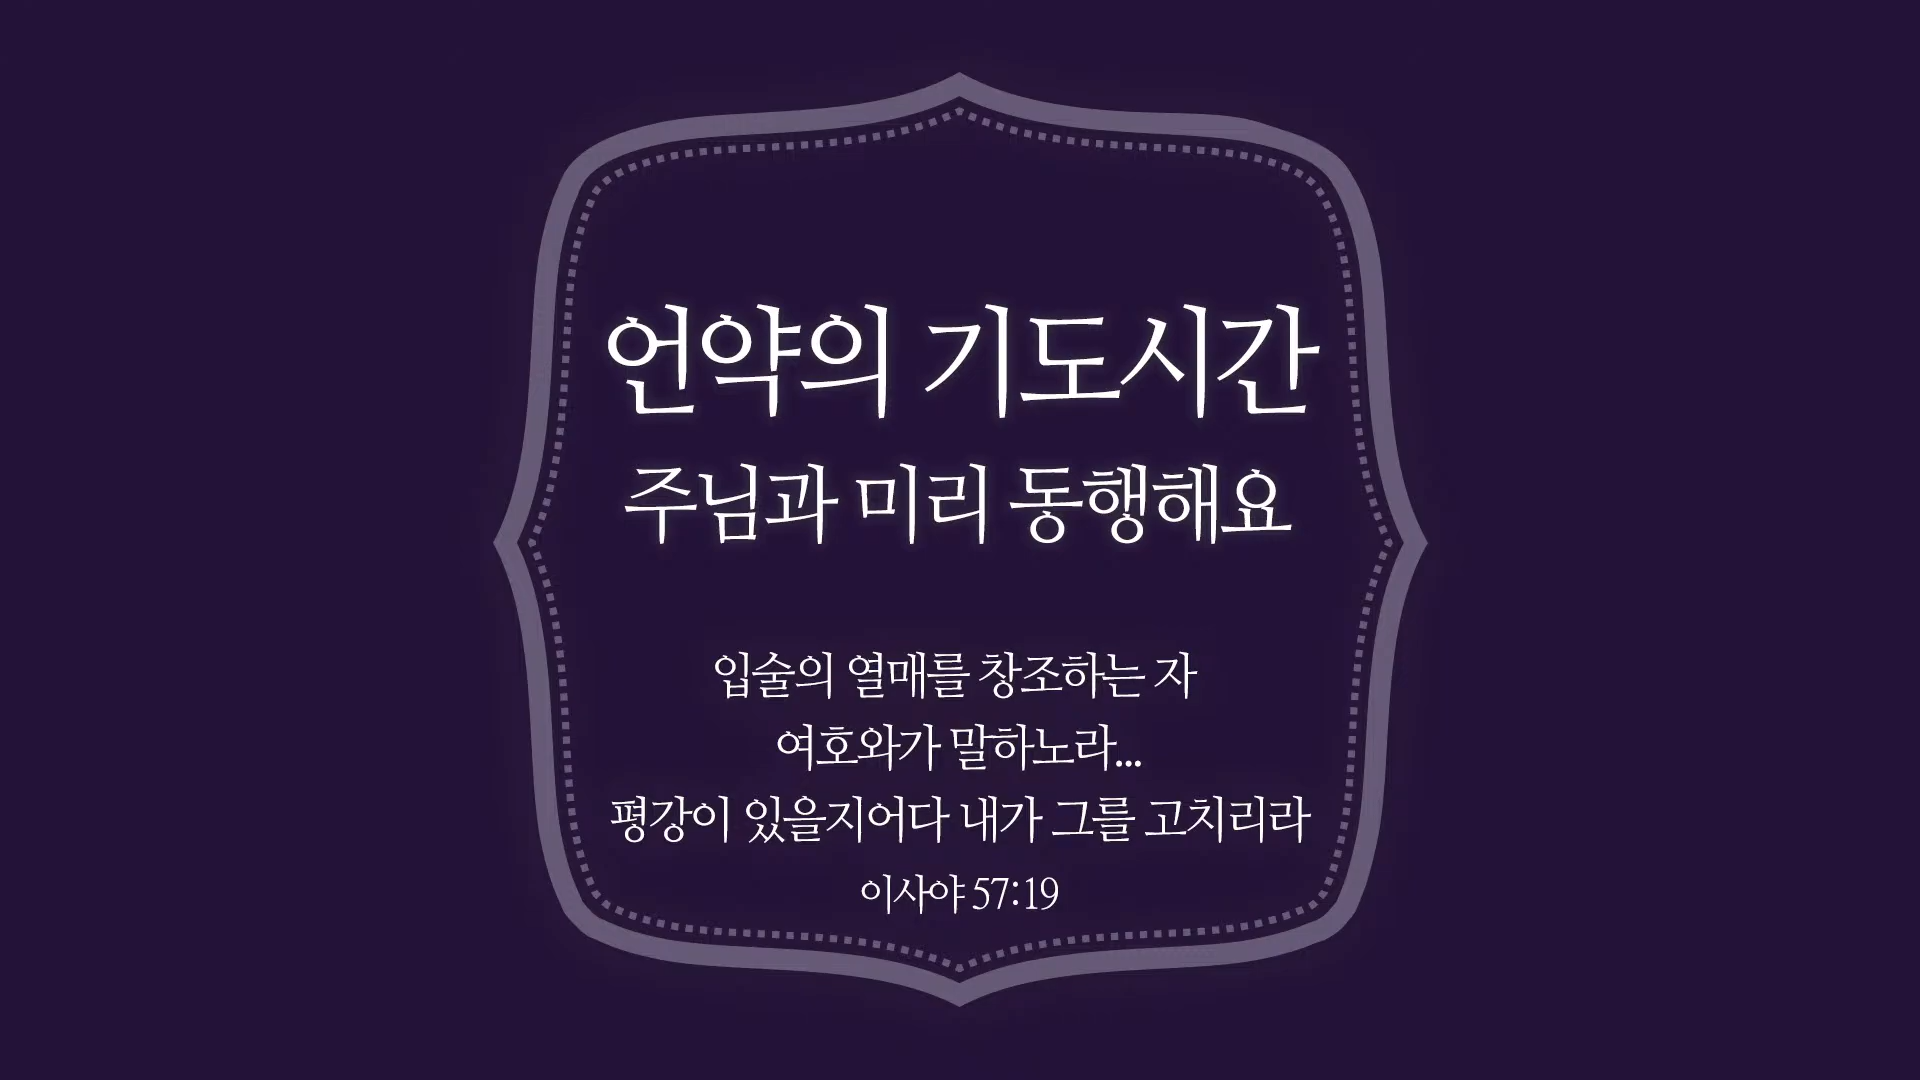 언약의 기도시간
주님과 미리 동행해요
입술의 열매를 창조하는 자
여호와가 말하노라...
평강이 있을지어다 내가 그를 고치리라
이사야 57:19